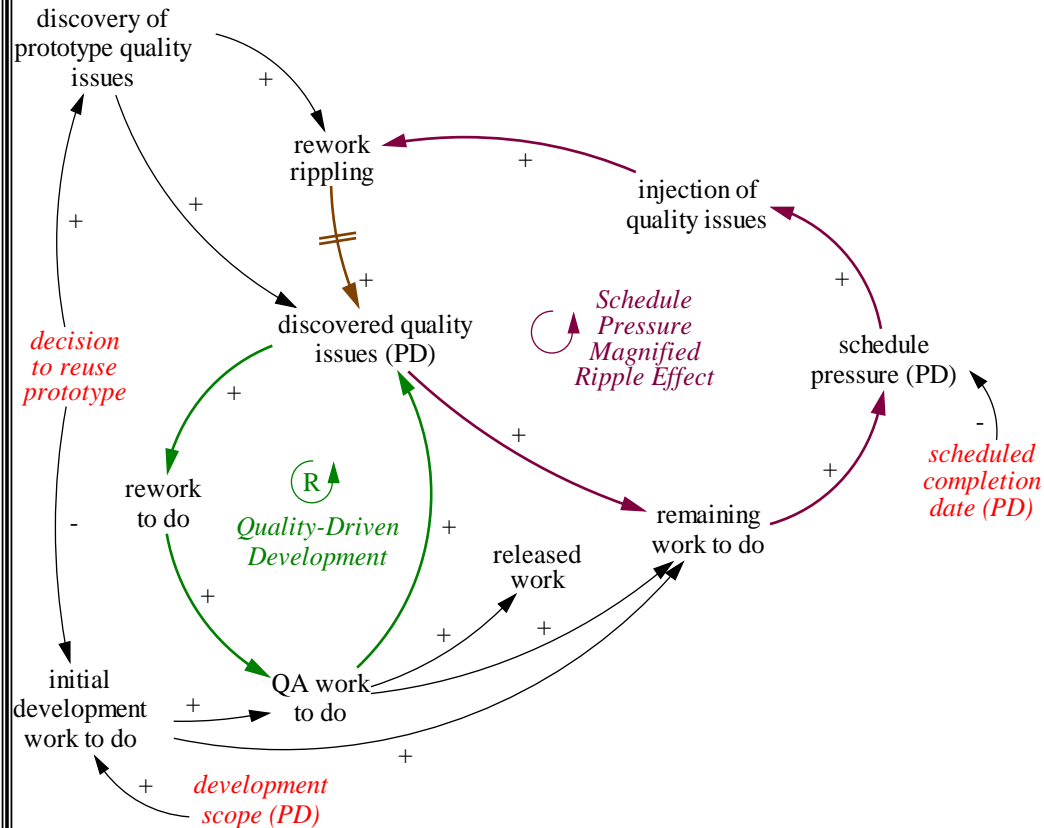 discovery of
prototype quality
issues
+
+
+
rework
rippling
+
injection of
quality issues
+
+
+
discovered quality
issues (PD)
Schedule
Pressure
Magnified
Ripple Effect
schedule
pressure (PD)
decision
to reuse
prototype
+
+
-
scheduled
completion
date (PD)
+
R
rework
to do
Quality-Driven
Development
+
-
remaining
work to do
released
work
+
+
+
initial
development
work to do
+
QA work
to do
+
+
development
scope (PD)